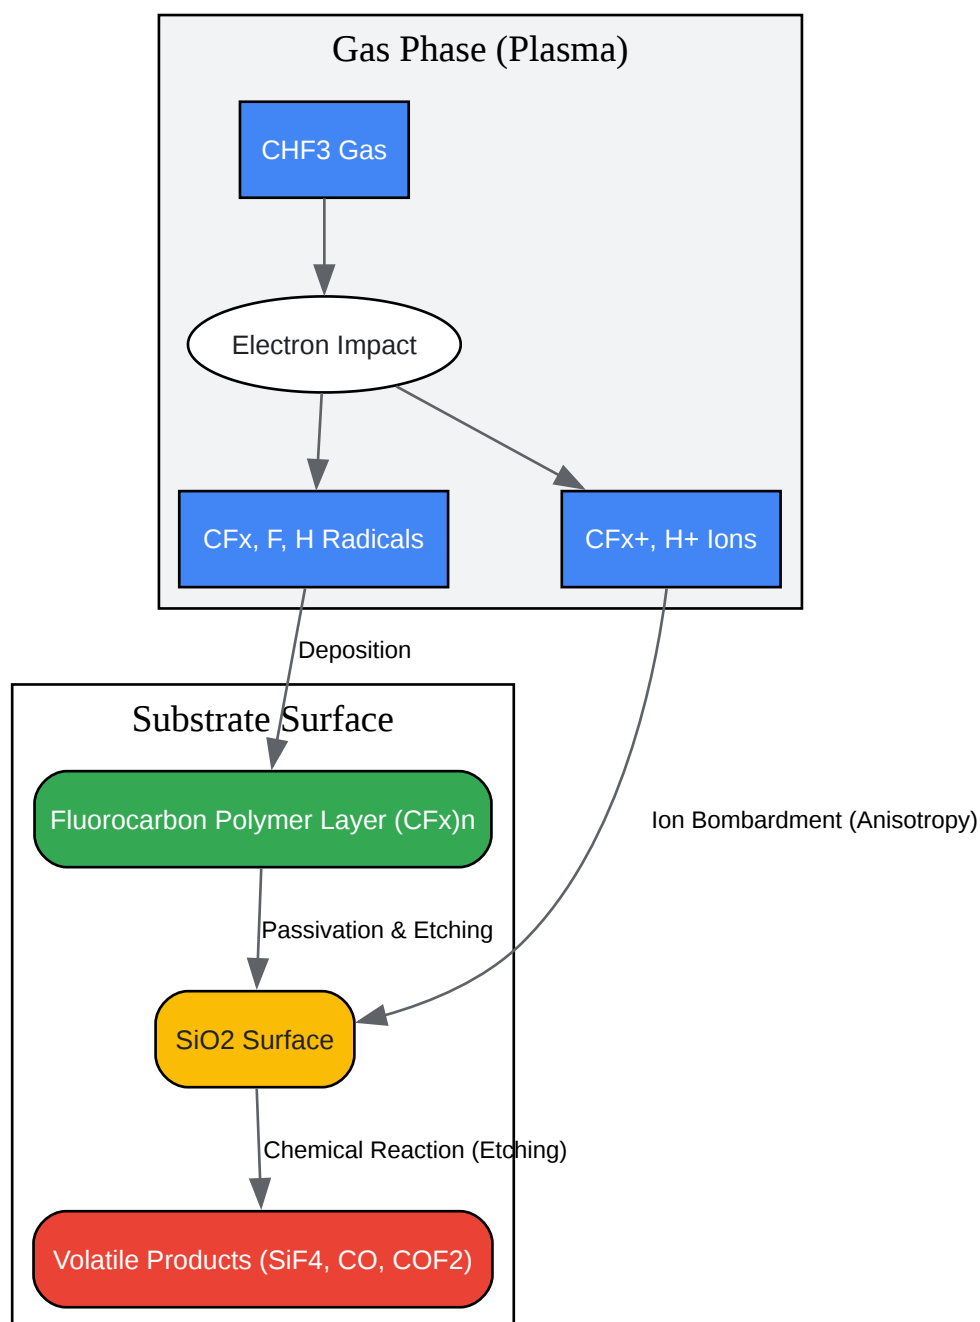 Gas Phase (Plasma)
CHF3 Gas
Electron Impact
CFx, F, H Radicals
CFx+, H+ Ions
Deposition
Substrate Surface
Fluorocarbon Polymer Layer (CFx)n
Ion Bombardment (Anisotropy)
Passivation & Etching
SiO2 Surface
Chemical Reaction (Etching)
Volatile Products (SiF4, CO, COF2)